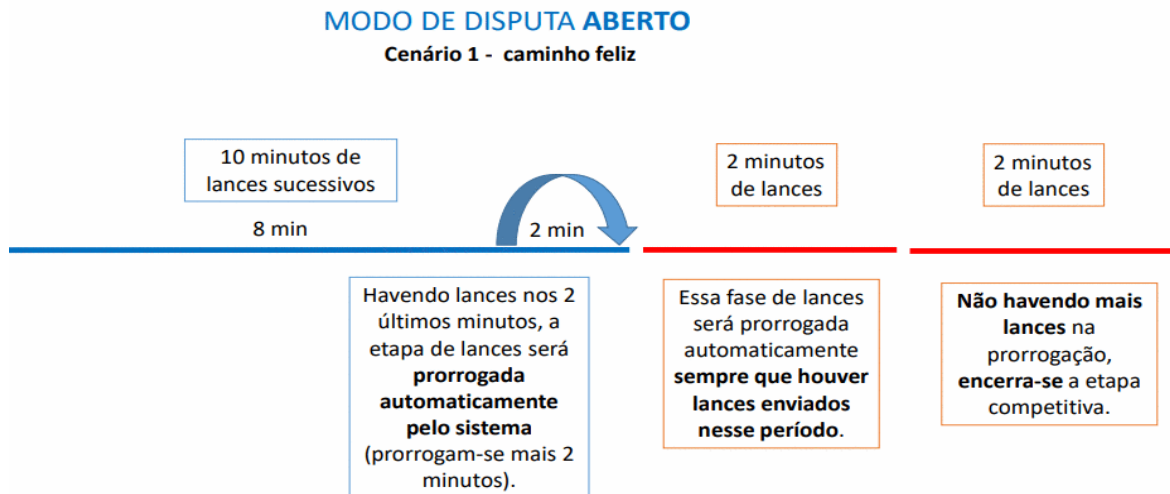 MODO DE DISPUTA ABERTO
Cenário 1 - caminho feliz
10 minutos de
lances sucessivos
2 minutos
de lances
2 minutos
de lances
8 min
2 min
Havendo lances nos 2
últimos minutos, a
etapa de lances será
prorrogada
automaticamente
pelo sistema
(prorrogam-se mais 2
minutos).
Essa fase de lances
será prorrogada
automaticamente
sempre que houver
lances enviados
nesse período.
Não havendo mais
lances na
prorrogação,
encerra-se a etapa
competitiva.